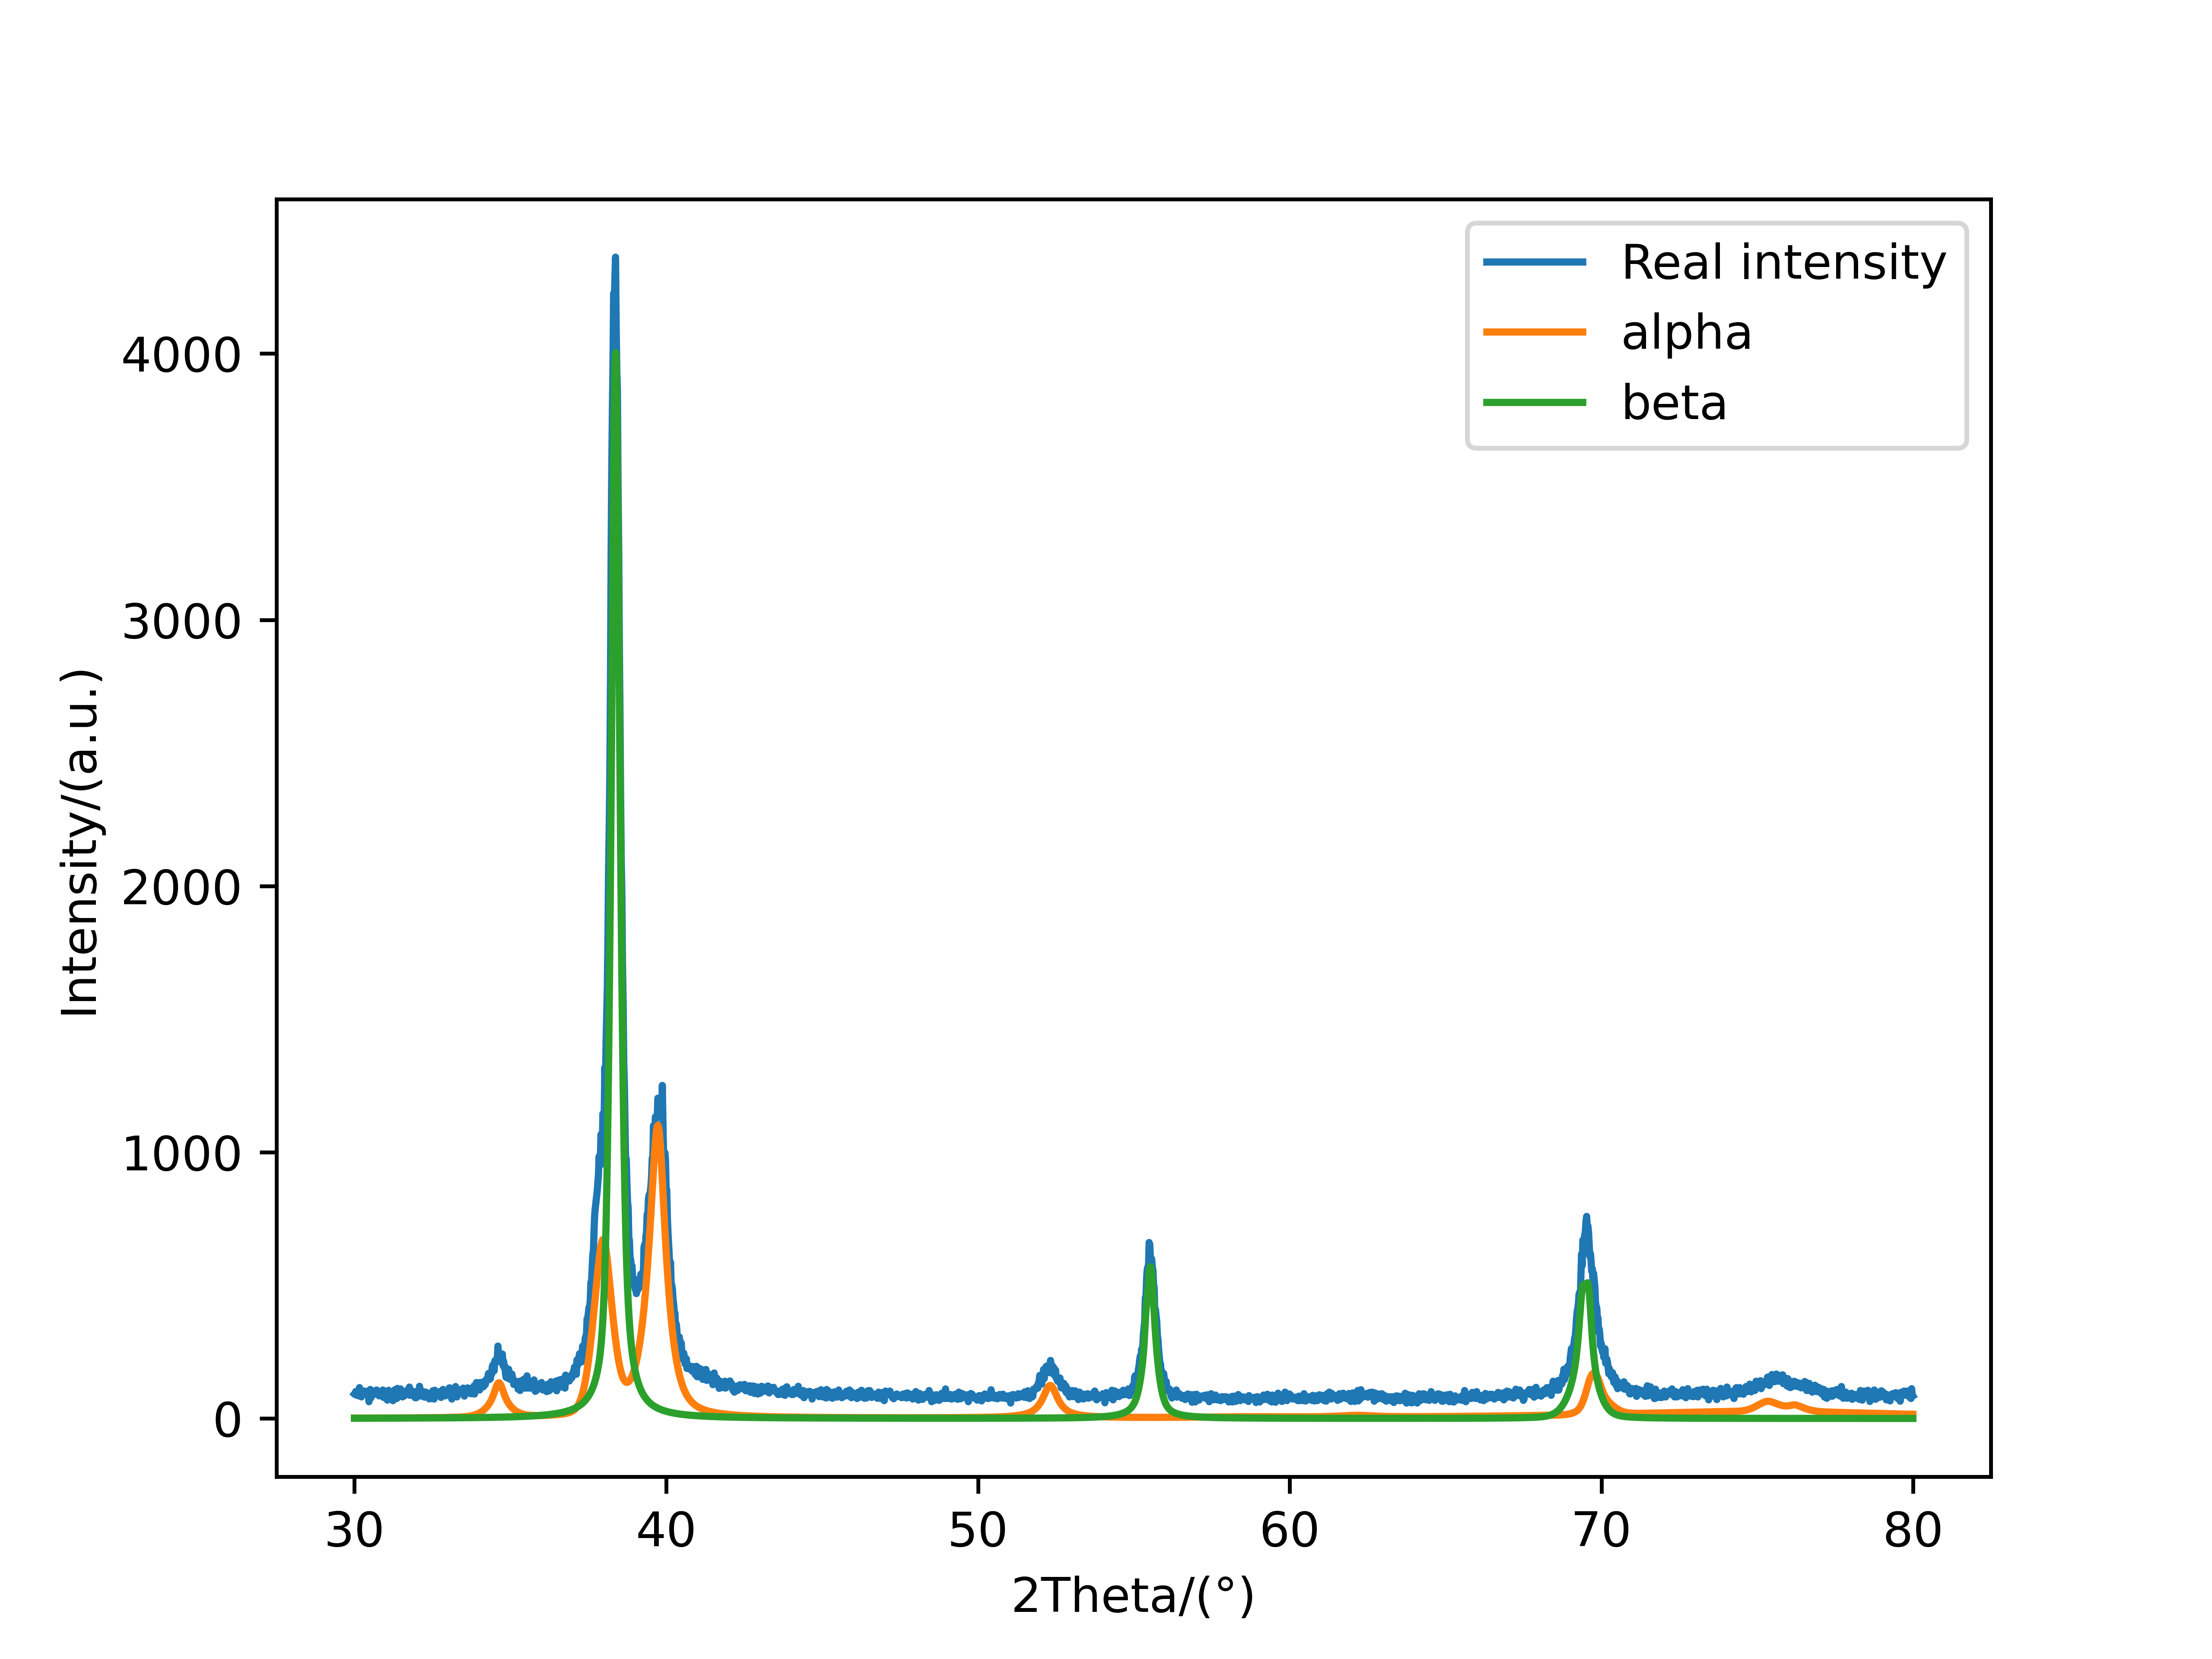 Real intensity
alpha
beta
4000
3000
2000
1000
0
Intensity/(a.u.)
30 40 50 60 70 80
2Theta/(°)